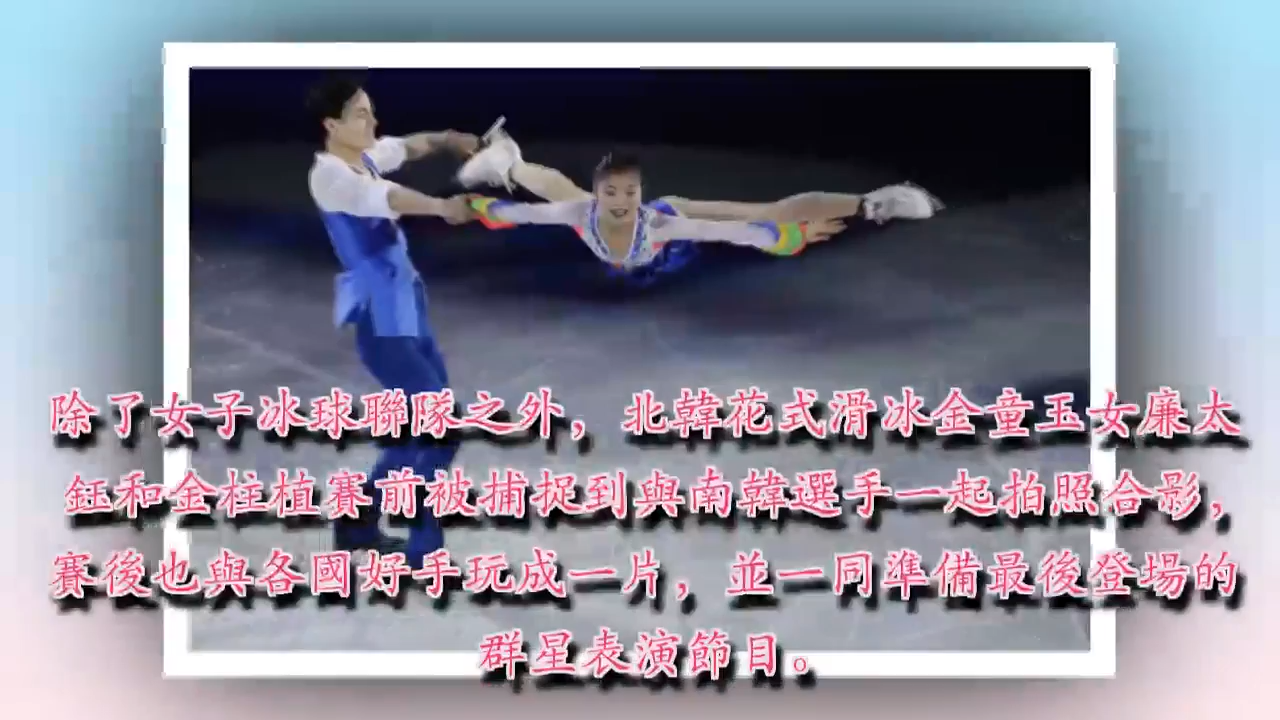 除了女子冰球聯隊之外，北韓花式滑冰金童玉女廉太
鈺和金柱植賽前被捕捉到與南韓選手一起拍照合影，
賽後也與各國好手玩成一片，並一同準備最後登場的
群星表演節目。